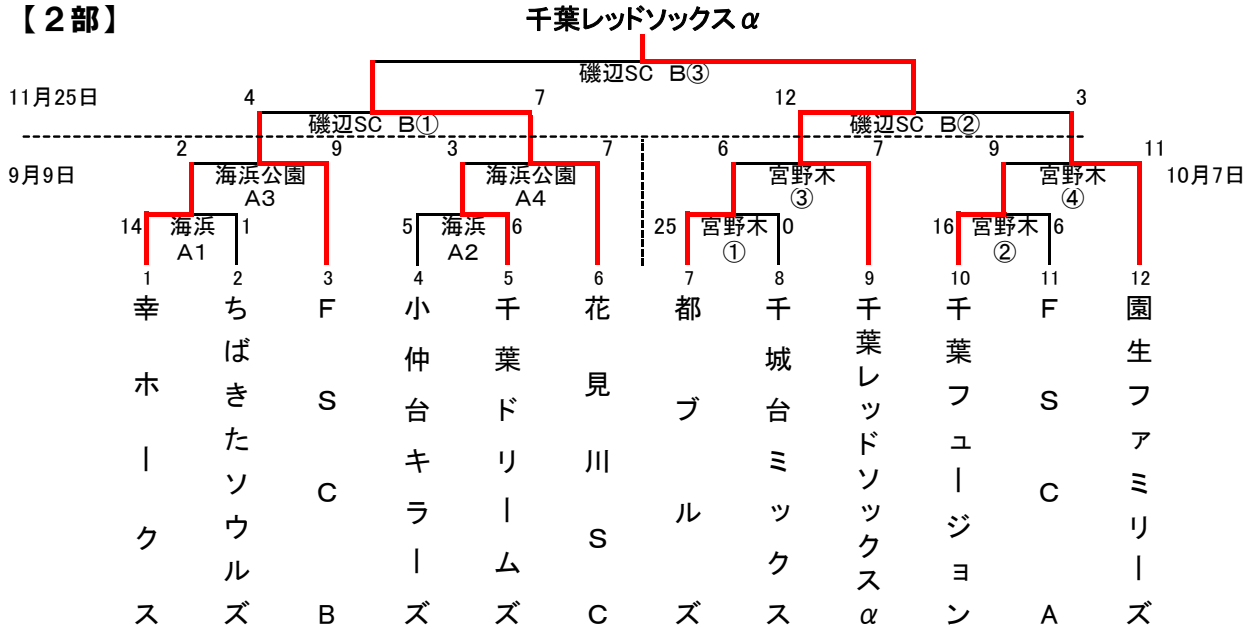 【２部】
千葉レッドソックスα
磯辺SC B③
11月25日
4
7
12
3
磯辺SC B①
磯辺SC B②
2
9
3
7
6
7
9
11
9月9日
海浜公園
A3
海浜公園
A4
宮野木
③
宮野木
④
10月7日
14
海浜
A1
1
5
海浜
A2
6
25
宮野木
①
0
16
宮野木
②
6
1
2
3
4
5
6
7
8
9
10
11
12
幸ホークス
ちばきたソウルズ
FSCB
小仲台キラーズ
千葉ドリームズ
花見川SC
都ブルズ
千城台ミックス
千葉レッドソックスα
千葉フュージョン
FSCA
園生ファミリーズ